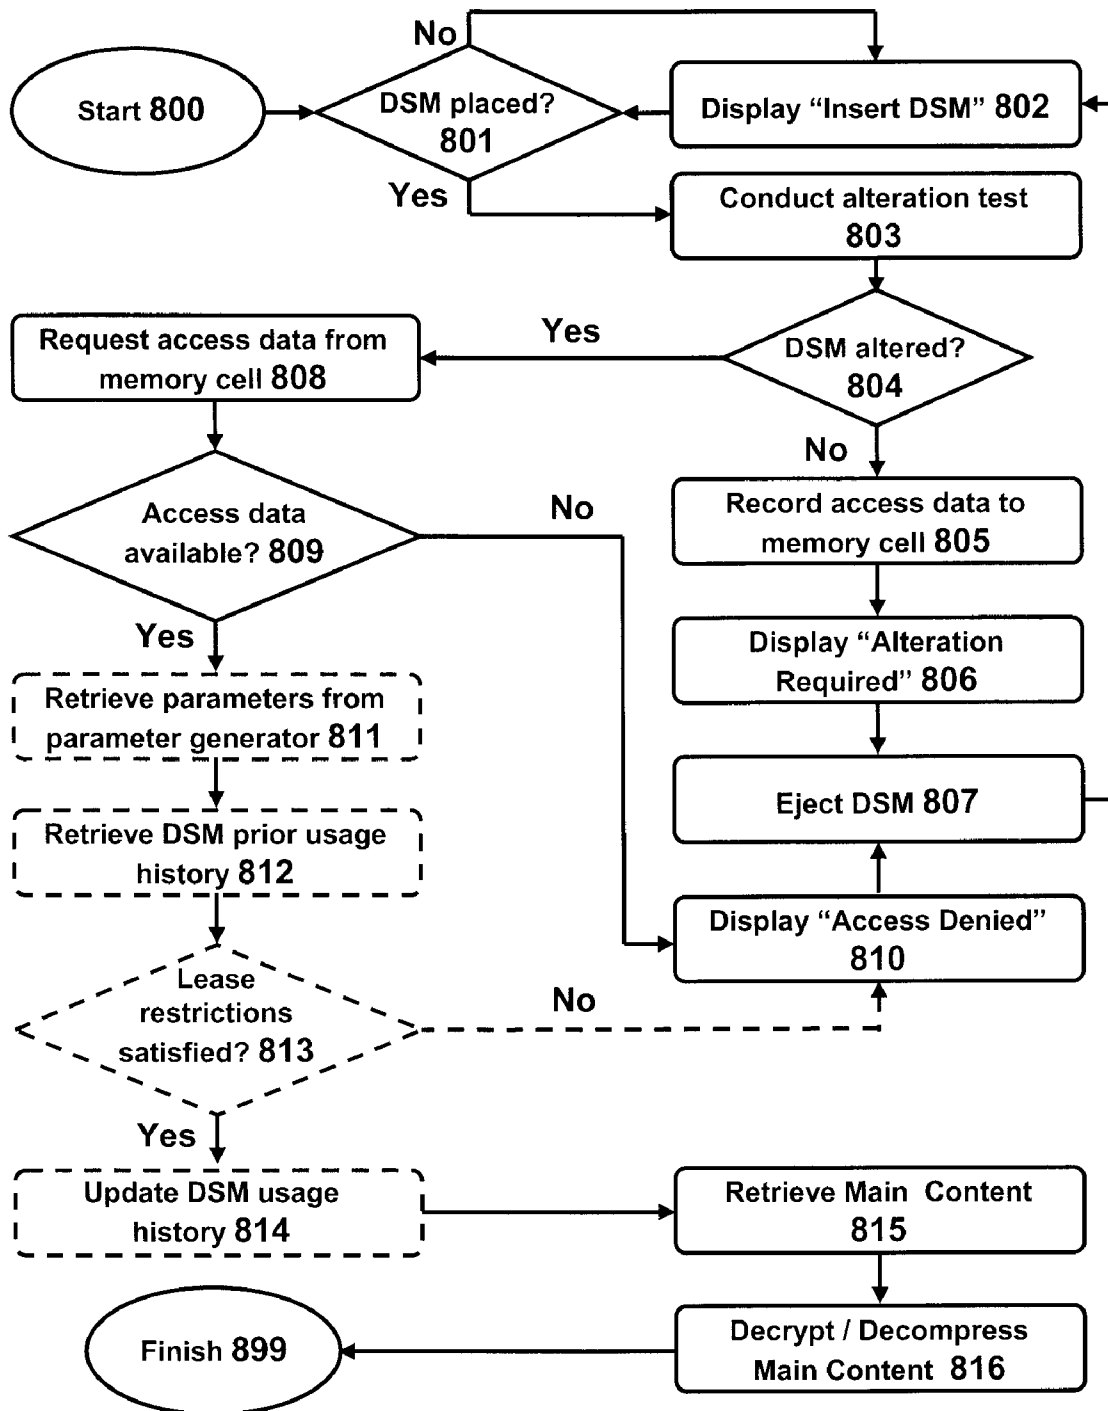 No
Start 800
DSM placed?
801
Display “Insert DSM” 802
Yes
Conduct alteration test
803
Request access data from
memory cell 808
Yes
DSM altered?
804
No
Access data
available? 809
No
Record access data to
memory cell 805
Yes
Display “Alteration
Required” 806
Retrieve parameters from
parameter generator 811
Eject DSM 807
Retrieve DSM prior usage
history 812
Display “Access Denied”
810
Lease
restrictions
satisfied? 813
No
Yes
Update DSM usage
history 814
Retrieve Main Content
815
Finish 899
Decrypt / Decompress
Main Content 816